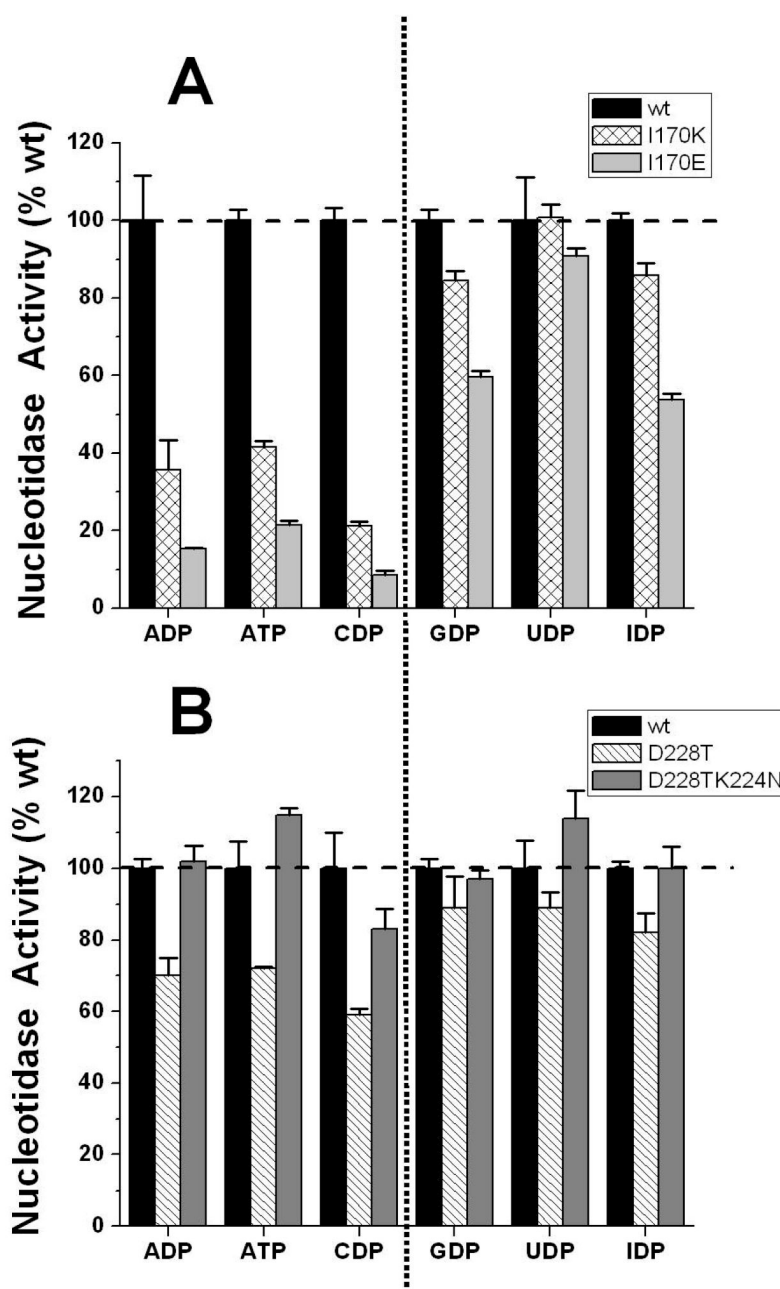 A
wt
I170K
I170E
Nucleotidase Activity (% wt)
120
100
80
60
40
20
0
ADP ATP CDP GDP UDP IDP
B
wt
D228T
D228TK224N
Nucleotidase Activity (% wt)
120
100
80
60
40
20
0
ADP ATP CDP GDP UDP IDP